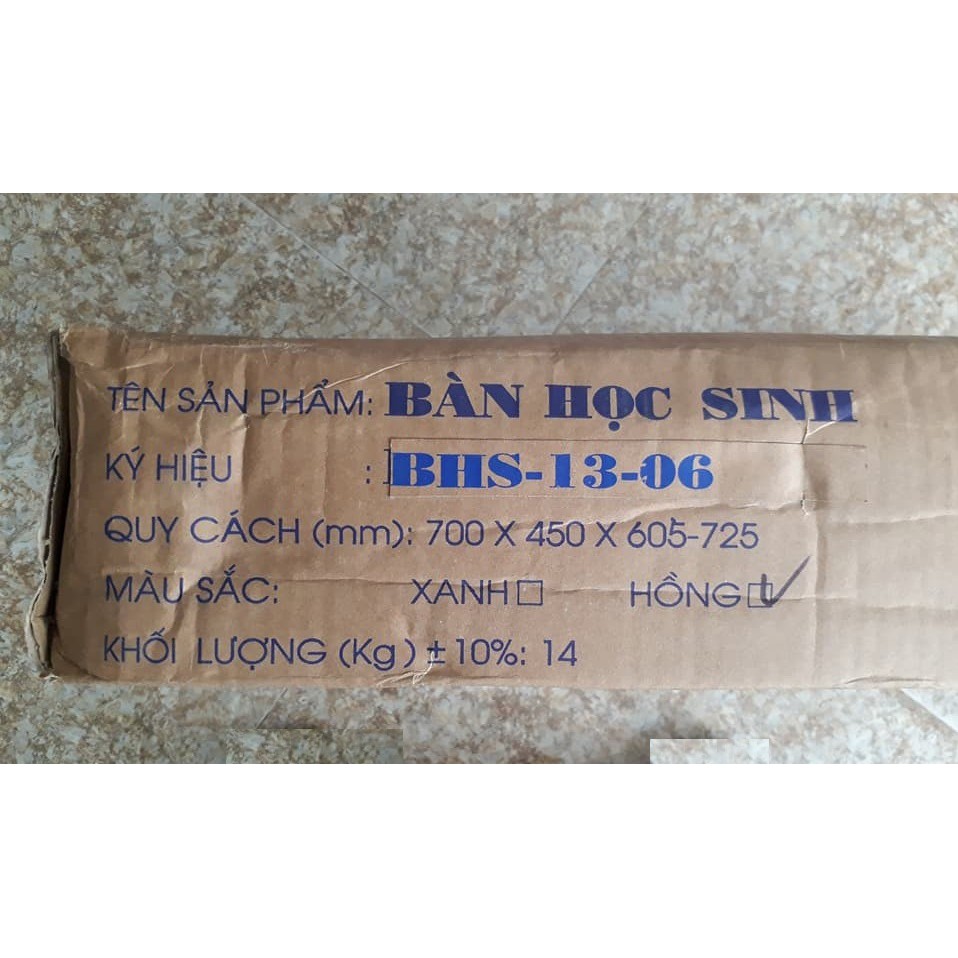 TÊN SẢN PHẨM: BÀN HỌC SINH
KÝ HIỆU : BHS-13-06
QUY CÁCH (mm): 700 X 450 X 605-725
MÀU SẮC: XANH☐ HỒNG☑
KHỐI LƯỢNG (Kg) ±10%: 14